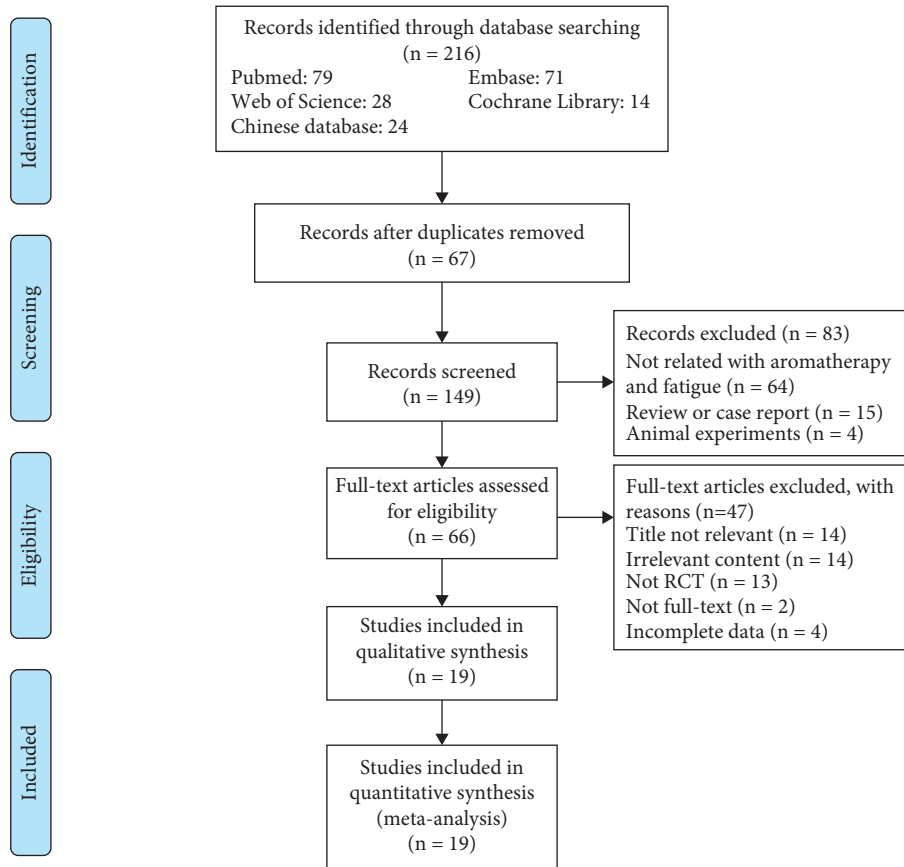 Identification
Records identified through database searching
(n = 216)
Pubmed: 79
Embase: 71
Web of Science: 28
Cochrane Library: 14
Chinese database: 24
Records after duplicates removed
(n = 67)
Screening
Records screened
(n = 149)
Records excluded (n = 83)
Not related with aromatherapy
and fatigue (n = 64)
Review or case report (n = 15)
Animal experiments (n = 4)
Eligibility
Full-text articles assessed
for eligibility
(n = 66)
Full-text articles excluded, with
reasons (n=47)
Title not relevant (n = 14)
Irrelevant content (n = 14)
Not RCT (n = 13)
Not full-text (n = 2)
Incomplete data (n = 4)
Studies included in
qualitative synthesis
(n = 19)
Included
Studies included in
quantitative synthesis
(meta-analysis)
(n = 19)